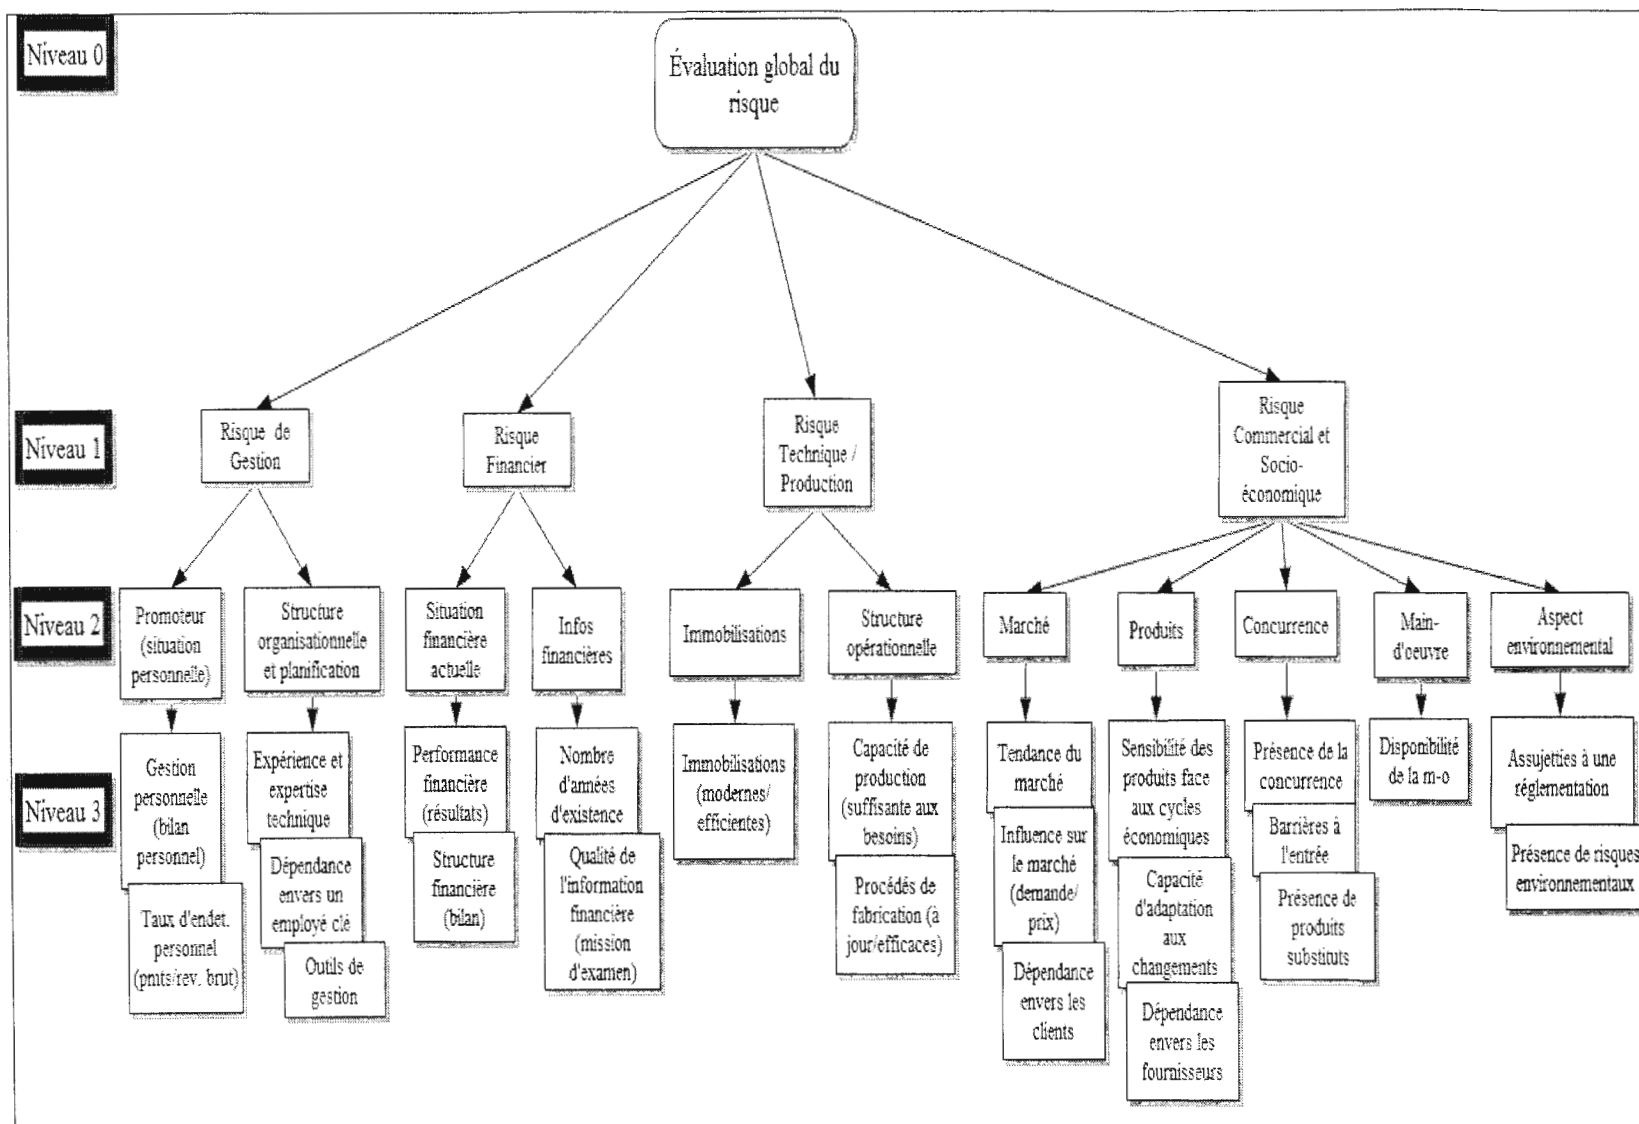 Niveau 0
Évaluation global du
risque
Niveau 1
Risque de
Gestion
Risque
Financier
Risque
Technique /
Production
Risque
Commercial et
Socio-
économique
Niveau 2
Promoteur
(situation
personnelle)
Structure
organisationnelle
et planification
Situation
financière
actuelle
Infos
financières
Immobilisations
Structure
opérationnelle
Marché
Produits
Concurrence
Main-
d'oeuvre
Aspect
environnemental
Niveau 3
Gestion
personnelle
(bilan
personnel)
Taux d'endet.
personnel
(pmts/rev. brut)
Expérience et
expertise
technique
Dépendance
envers un
employé clé
Outils de
gestion
Performance
financière
(résultats)
Structure
financière
(bilan)
Nombre
d'années
d'existence
Qualité de
l'information
financière
(mission
d'examen)
Immobilisations
(modernes/
efficientes)
Capacité de
production
(suffisante aux
besoins)
Procédés de
fabrication (à
jour/efficaces)
Tendance du
marché
Influence sur
le marché
(demande/
prix)
Dépendance
envers les
clients
Sensibilité des
produits face
aux cycles
économiques
Capacité
d'adaptation
aux
changements
Dépendance
envers les
fournisseurs
Présence de la
concurrence
Barrières à
l'entrée
Présence de
produits
substituts
Disponibilité
de la m-o
Assujetties à une
réglementation
Présence de risques
environnementaux